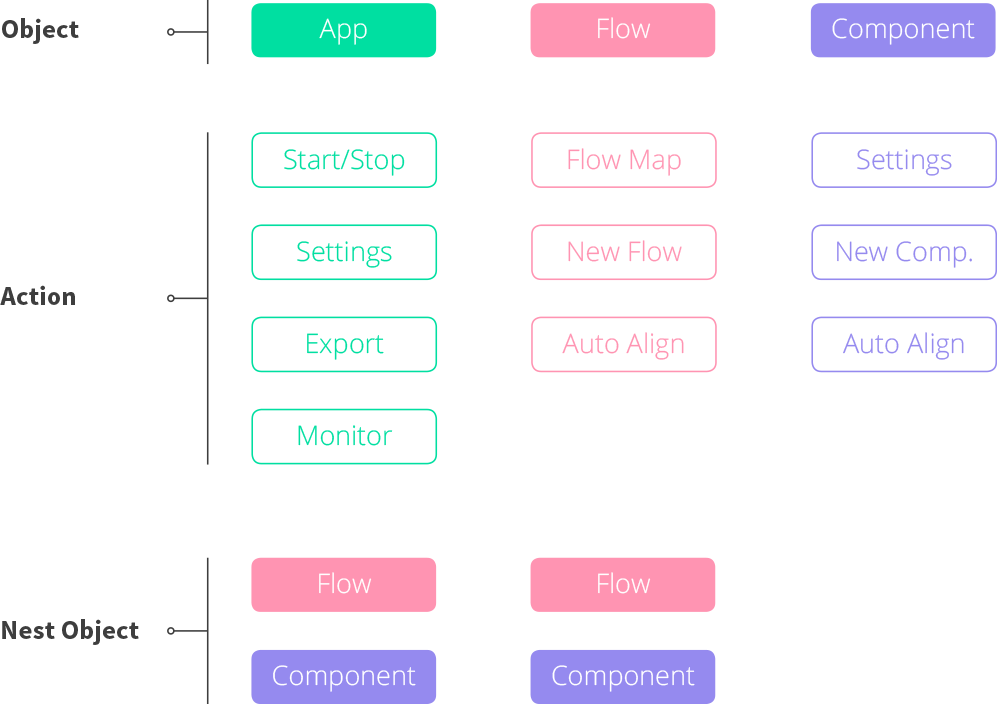 Object
App
Flow
Component
Action
Start/Stop
Flow Map
Settings
Settings
New Flow
New Comp.
Export
Auto Align
Auto Align
Monitor
Nest Object
Flow
Flow
Component
Component